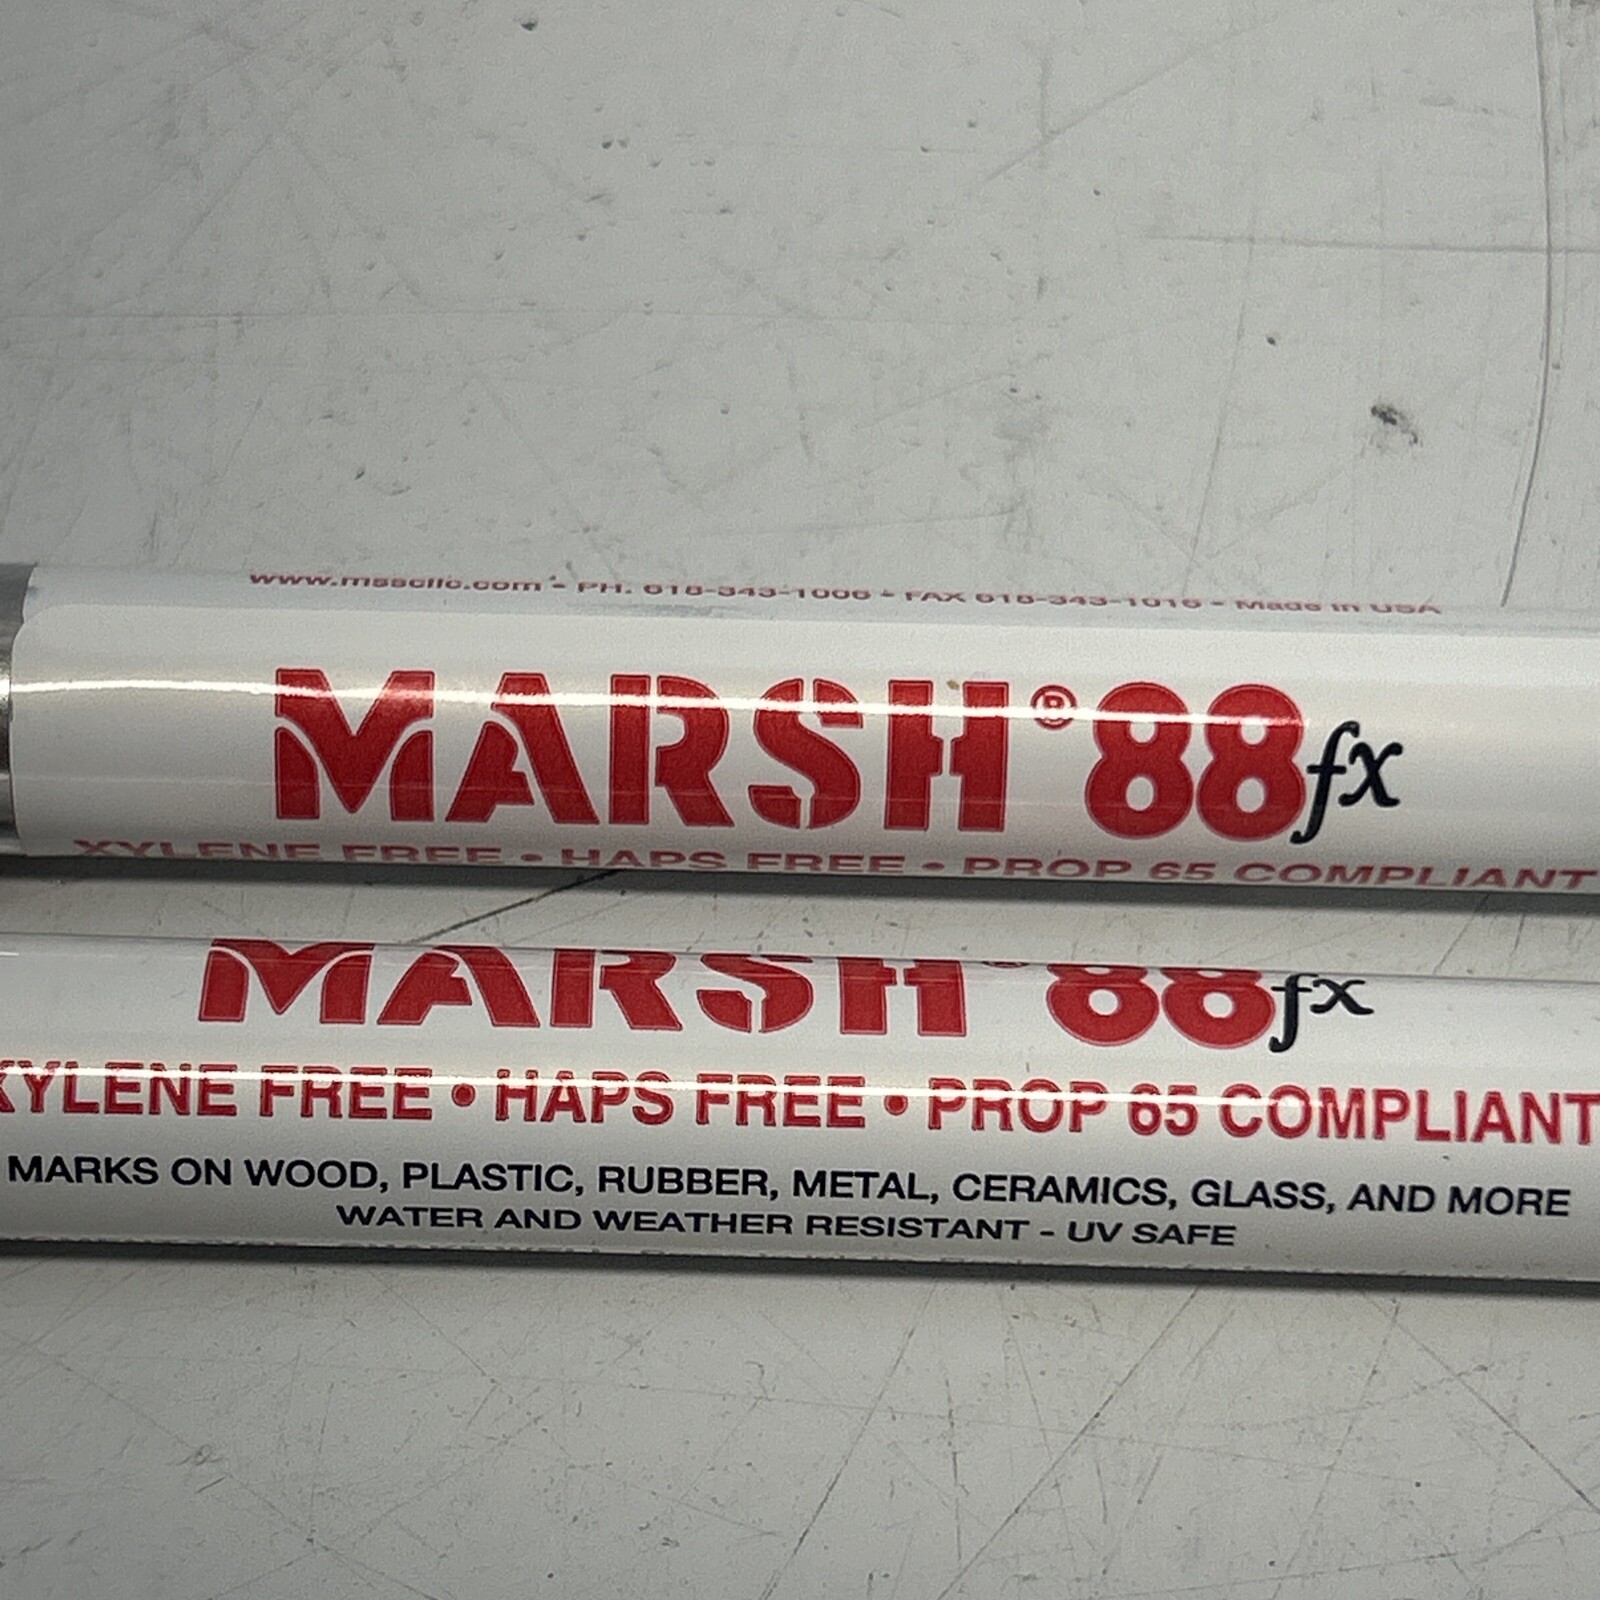 www.msscllc.com - PH. 618-343-1006 - FAX 618-343-1016 - Made in USA
MARSH® 88fx
XYLENE FREE • HAPS FREE • PROP 65 COMPLIANT
MARSH® 88fx
XYLENE FREE • HAPS FREE • PROP 65 COMPLIANT
MARKS ON WOOD, PLASTIC, RUBBER, METAL, CERAMICS, GLASS, AND MORE
WATER AND WEATHER RESISTANT - UV SAFE